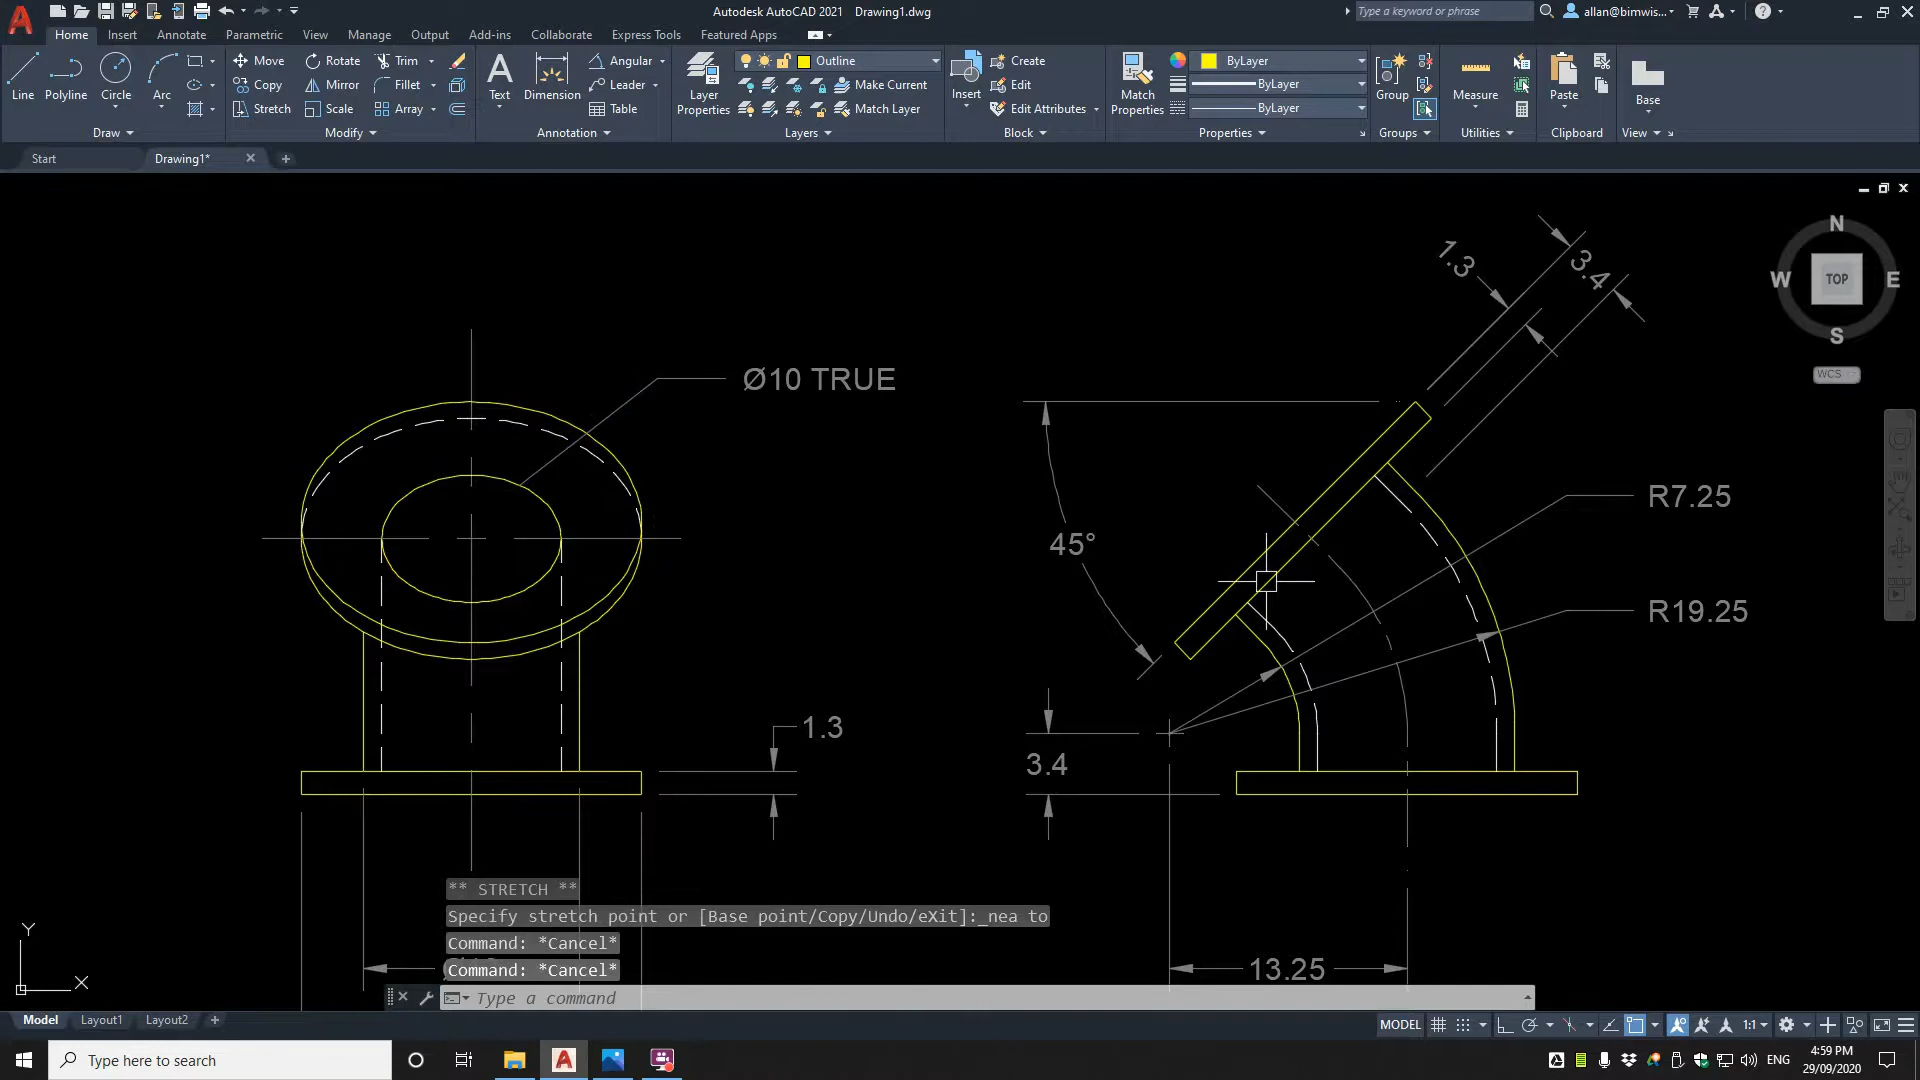 Autodesk AutoCAD 2021 Drawing1.dwg
Type a keyword or phrase
allan@bimwis...
Home Insert Annotate Parametric View Manage Output Add-ins Collaborate Express Tools Featured Apps
Line
Polyline
Circle
Arc
Draw
Move
Rotate
Trim
Copy
Mirror
Fillet
Stretch
Scale
Array
Modify
Text
Dimension
Angular
Leader
Table
Annotation
Layer
Properties
Outline
Make Current
Match Layer
Layers
Insert
Create
Edit
Edit Attributes
Block
Match
Properties
ByLayer
ByLayer
ByLayer
Properties
Group
Groups
Measure
Utilities
Paste
Clipboard
Base
View
Start
Drawing1*
N
W
TOP
E
S
WCS
1.3
3.4
Ø10 TRUE
R7.25
45°
R19.25
1.3
3.4
13.25
** STRETCH **
Specify stretch point or [Base point/Copy/Undo/eXit]:_nea to
Command: *Cancel*
Command: *Cancel*
Type a command
Y
X
Model Layout1 Layout2
MODEL
1:1
Type here to search
ENG
4:59 PM
29/09/2020